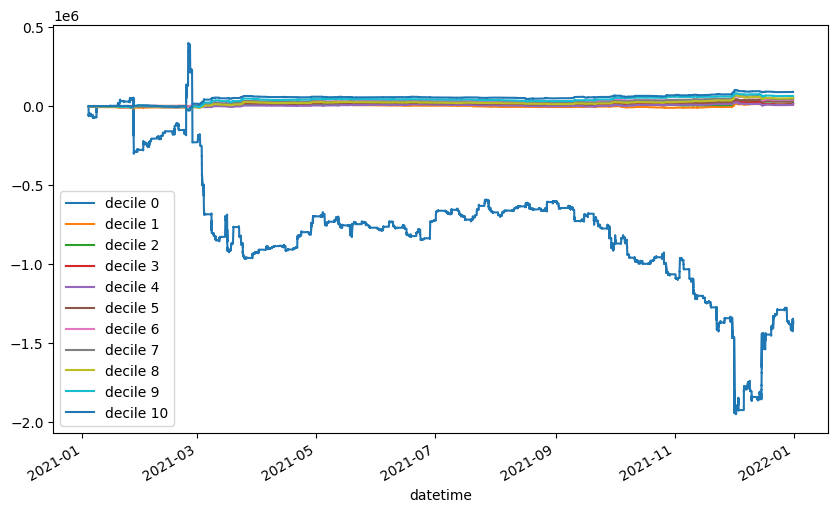 1e6
0.5
0.0
−0.5
−1.0
−1.5
−2.0
decile 0
decile 1
decile 2
decile 3
decile 4
decile 5
decile 6
decile 7
decile 8
decile 9
decile 10
2021-01
2021-03
2021-05
2021-07
2021-09
2021-11
2022-01
datetime